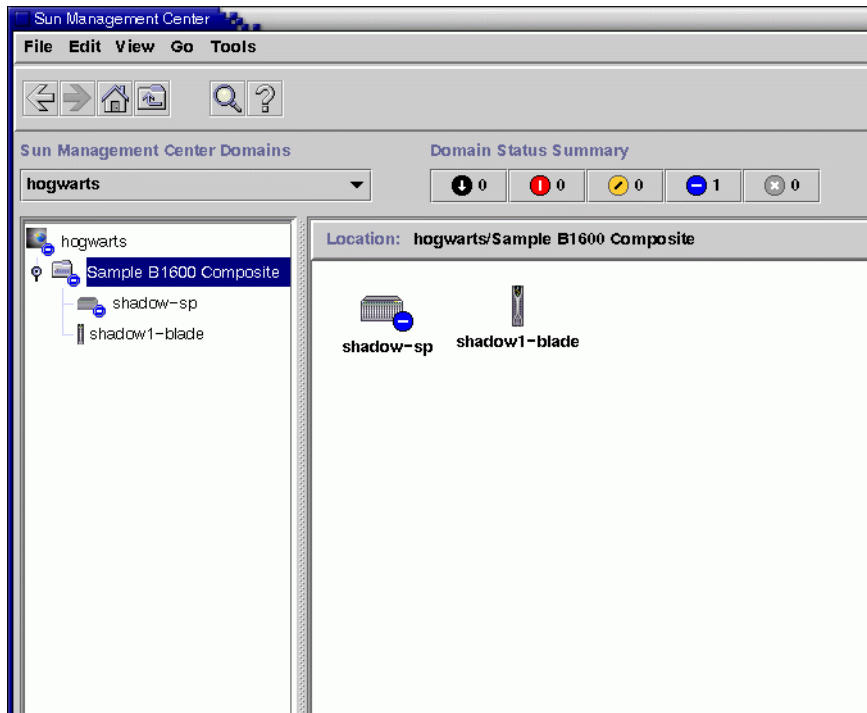 Sun Management Center
File Edit View Go Tools
Sun Management Center Domains
Domain Status Summary
hogwarts
0 0 0 1 0
hogwarts
Sample B1600 Composite
shadow-sp
shadow1-blade
Location: hogwarts/Sample B1600 Composite
shadow-sp
shadow1-blade